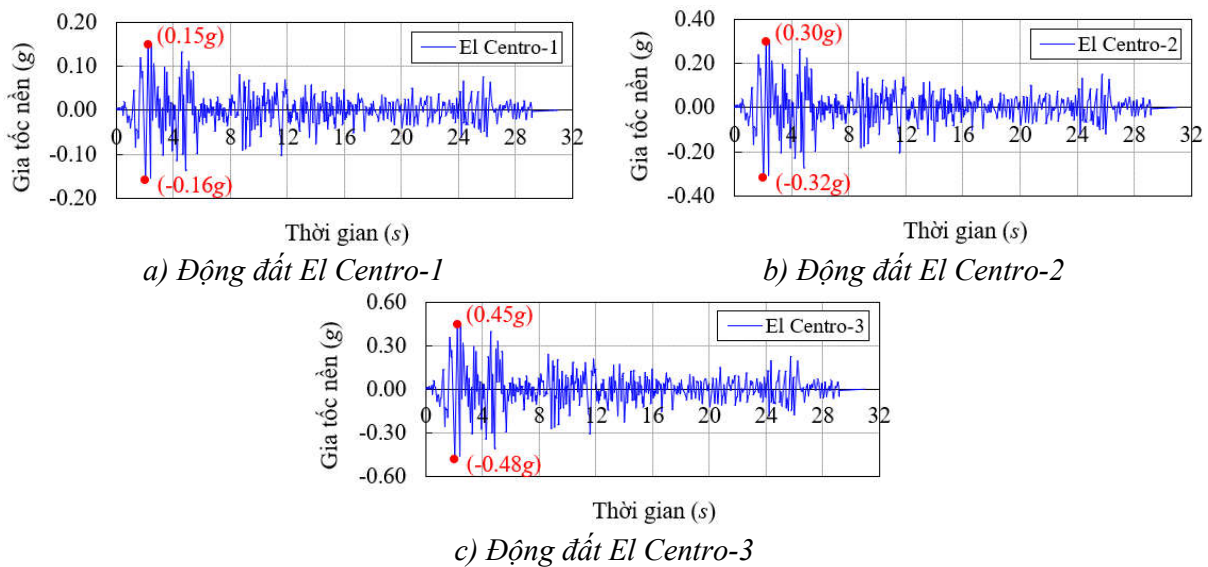 Gia tốc nền (g)
0.20
0.10
0.00
-0.10
-0.20
(0.15g)
(-0.16g)
El Centro-1
0 4 8 12 16 20 24 28 32
Thời gian (s)
a) Động đất El Centro-1
Gia tốc nền (g)
0.40
0.20
0.00
-0.20
-0.40
(0.30g)
(-0.32g)
El Centro-2
0 4 8 12 16 20 24 28 32
Thời gian (s)
b) Động đất El Centro-2
Gia tốc nền (g)
0.60
0.30
0.00
-0.30
-0.60
(0.45g)
(-0.48g)
El Centro-3
0 4 8 12 16 20 24 28 32
Thời gian (s)
c) Động đất El Centro-3